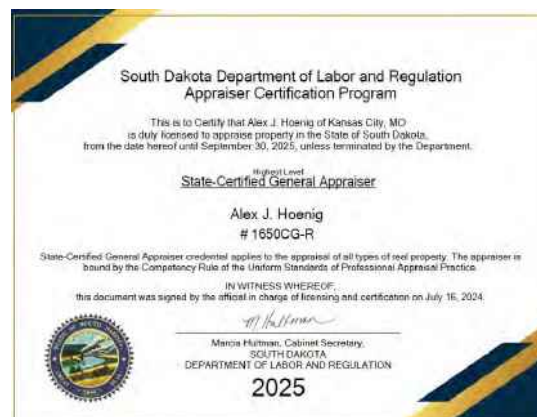 South Dakota Department of Labor and Regulation
Appraiser Certification Program
This is to Certify that Alex J. Hoenig of Kansas City, MO
is duly licensed to appraise property in the State of South Dakota,
from the date hereof until September 30, 2025, unless terminated by the Department.
Highest Level
State-Certified General Appraiser
Alex J. Hoenig
# 1650CG-R
State-Certified General Appraiser credential applies to the appraisal of all types of real property. The appraiser is
bound by the Competency Rule of the Uniform Standards of Professional Appraisal Practice.
IN WITNESS WHEREOF,
this document was signed by the official in charge of licensing and certification on July 16, 2024.
M Hultman
Marcia Hultman, Cabinet Secretary,
SOUTH DAKOTA
DEPARTMENT OF LABOR AND REGULATION
2025